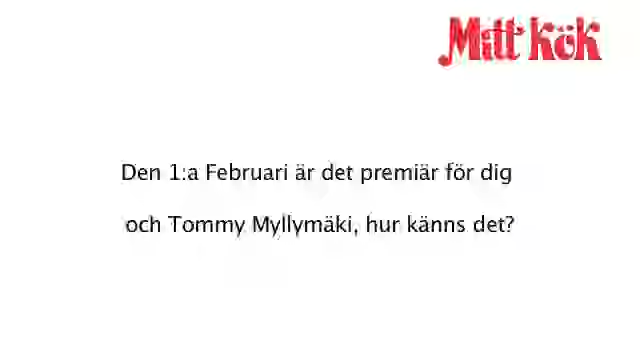 Mitt kök
Den 1:a Februari är det premiär för dig
och Tommy Myllymäki, hur känns det?